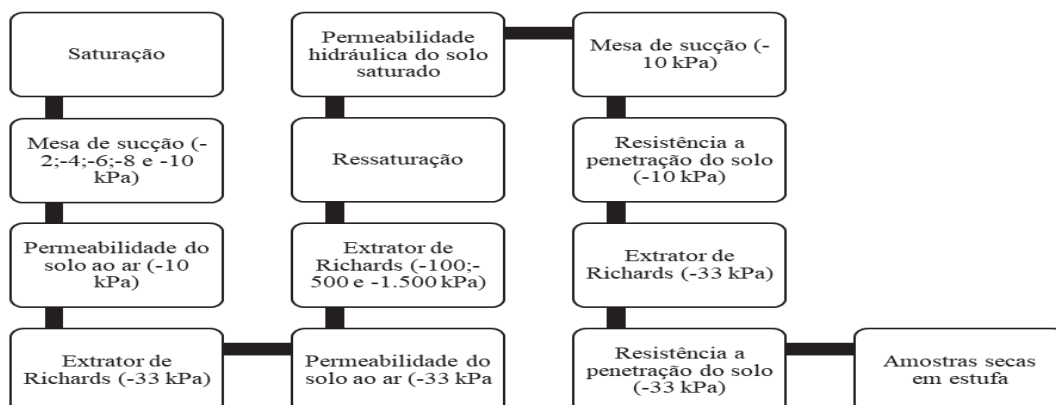 Saturação
Mesa de sucção (-
2;-4;-6;-8 e -10
kPa)
Permeabilidade do
solo ao ar (-10
kPa)
Extrator de
Richards (-33 kPa)
Permeabilidade do
solo ao ar (-33 kPa
Extrator de
Richards (-100;-
500 e -1.500 kPa)
Ressaturação
Permeabilidade
hidráulica do solo
saturado
Mesa de sucção (-
10 kPa)
Resistência a
penetração do solo
(-10 kPa)
Extrator de
Richards (-33 kPa)
Resistência a
penetração do solo
(-33 kPa)
Amostras secas
em estufa